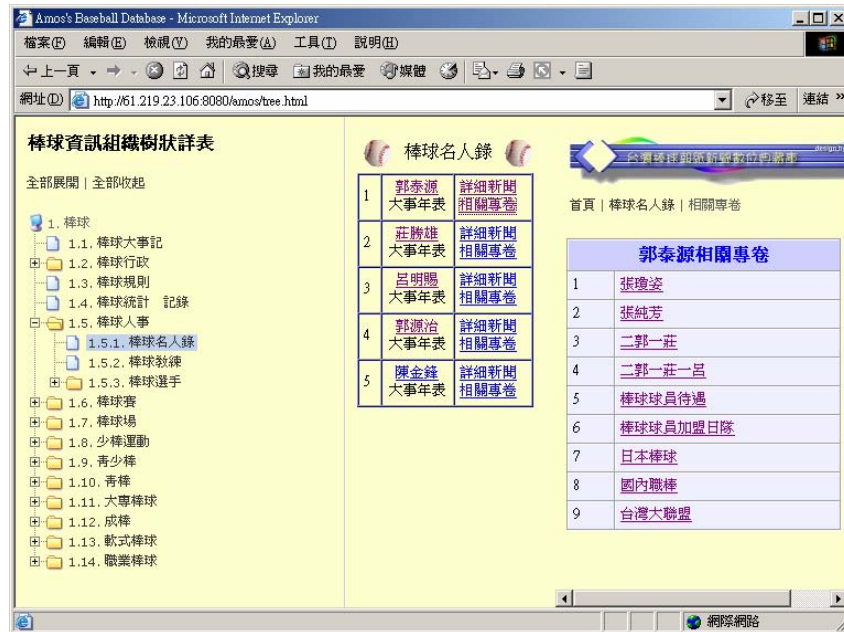 Amos's Baseball Database - Microsoft Internet Explorer
檔案(F) 編輯(E) 檢視(V) 我的最愛(A) 工具(T) 說明(H)
上一頁 搜尋 我的最愛 媒體
網址(D) http://61.219.23.106:8080/amos/tree.html 移至 連結 »
棒球資訊組織樹狀詳表
全部展開 | 全部收起
1. 棒球
1.1. 棒球大事記
1.2. 棒球行政
1.3. 棒球規則
1.4. 棒球統計 記錄
1.5. 棒球人事
1.5.1. 棒球名人錄
1.5.2. 棒球教練
1.5.3. 棒球選手
1.6. 棒球賽
1.7. 棒球場
1.8. 少棒運動
1.9. 青少棒
1.10. 青棒
1.11. 大專棒球
1.12. 成棒
1.13. 軟式棒球
1.14. 職業棒球
棒球名人錄
1 郭泰源 詳細新聞
大事年表 相關專卷
2 莊勝雄 詳細新聞
大事年表 相關專卷
3 呂明賜 詳細新聞
大事年表 相關專卷
4 郭源治 詳細新聞
大事年表 相關專卷
5 陳金鋒 詳細新聞
大事年表 相關專卷
台灣棒球報紙新聞數位典藏庫
首頁 | 棒球名人錄 | 相關專卷
郭泰源相關專卷
1 張瓊姿
2 張純芳
3 二郭一莊
4 二郭一莊一呂
5 棒球球員待遇
6 棒球球員加盟日隊
7 日本棒球
8 國內職棒
9 台灣大聯盟
網際網路